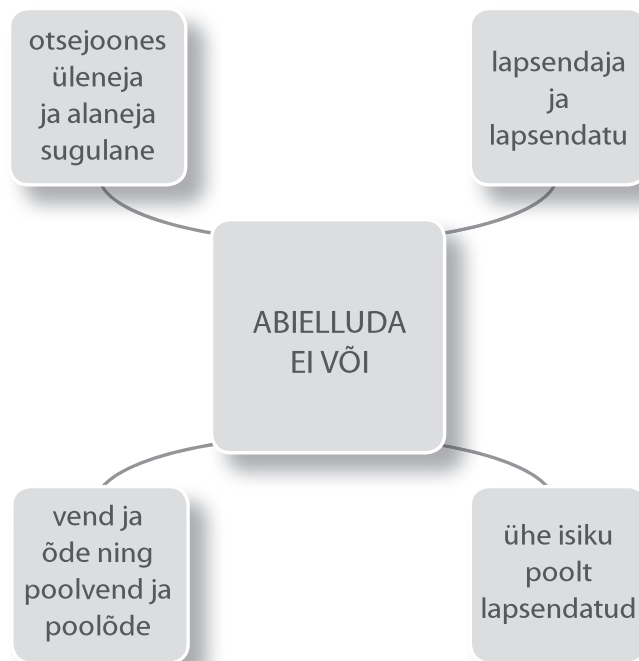 otsejoones
üleneja
ja alaneja
sugulane
lapsendaja
ja
lapsendatu
ABIELLUDA
EI VÕI
vend ja
õde ning
poolvend ja
poolõde
ühe isiku
poolt
lapsendatud